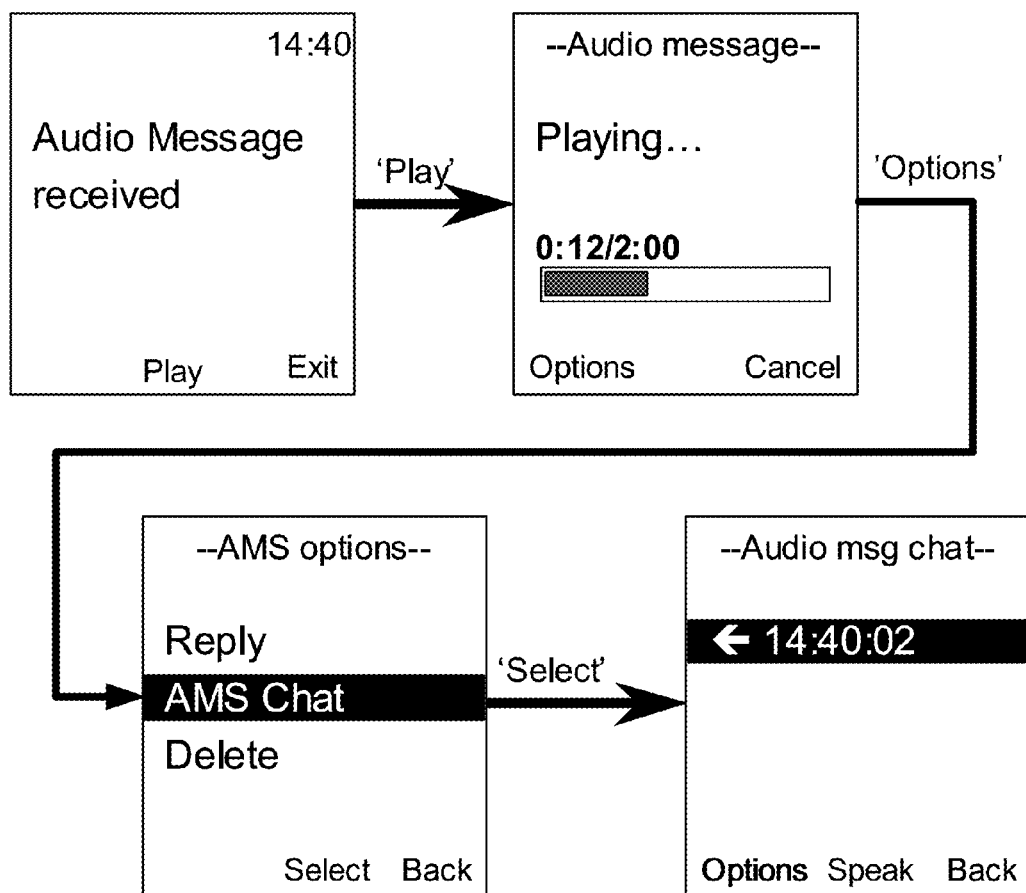 14:40
Audio Message
received
Play Exit
'Play'
--Audio message--
Playing...
0:12/2:00
Options Cancel
'Options'
--AMS options--
Reply
AMS Chat
Delete
Select Back
'Select'
--Audio msg chat--
← 14:40:02
Options Speak Back